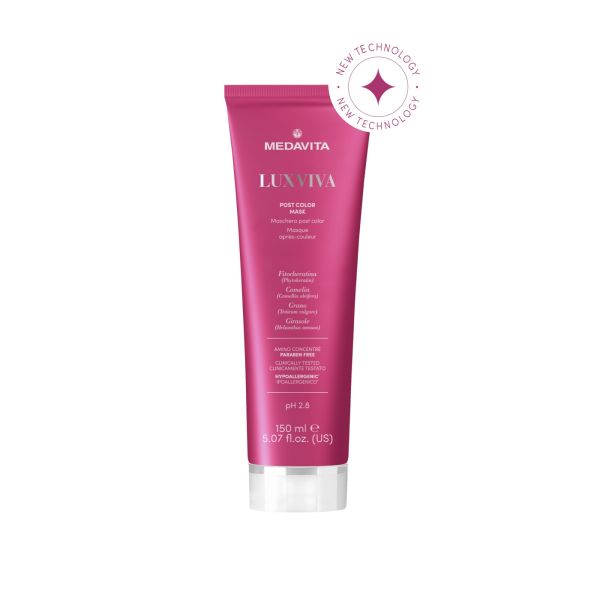 NEW TECHNOLOGY
NEW TECHNOLOGY
MEDAVITA
LUXVIVA
POST COLOR
MASK
Maschera post color
Masque
après-couleur
Fitocheratina
(Phytokeratin)
Camelia
(Camellia oleifera)
Grano
(Triticum vulgare)
Girasole
(Helianthus annuus)
AMINO CONCENTRÉ
PARABEN FREE
CLINICALLY TESTED
CLINICAMENTE TESTATO
HYPOALLERGENIC*
IPOALLERGENICO*
pH 2.8
150 ml ℮
5.07 fl.oz. (US)